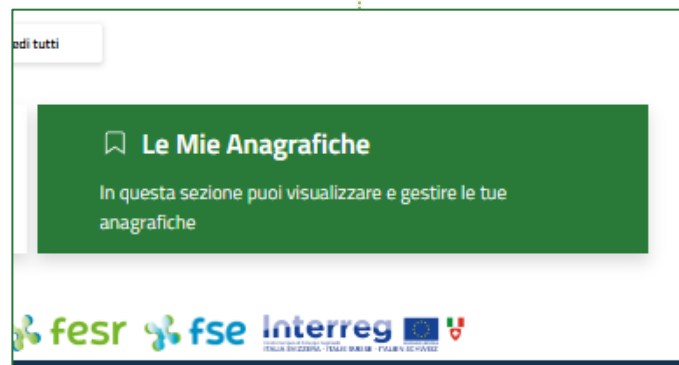 edi tutti
Le Mie Anagrafiche
In questa sezione puoi visualizzare e gestire le tue
anagrafiche
fesr fse Interreg